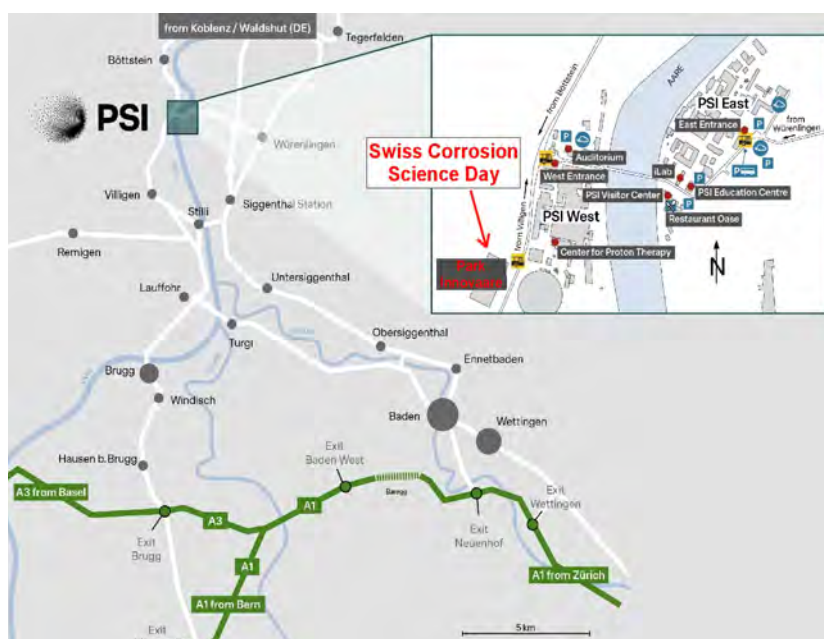 from Koblenz / Waldshut (DE)
Tegerfelden
Böttstein
PSI
Würenlingen
Villigen
Siggenthal Station
Stilli
Remigen
Untersiggenthal
Lauffohr
Turgi
Obersiggenthal
Ennetbaden
Brugg
Windisch
Baden
Wettingen
Hausen b. Brugg
Exit
Baden West
Baregg
A3 from Basel
A1
A3
Exit
Brugg
Exit
Neuenhof
Exit
Wettingen
A1
A1 from Bern
A1 from Zürich
Exit
5 km
from Böttstein
AARE
PSI East
East Entrance
from
Würenlingen
P
P
P
P
P
P
Swiss Corrosion
Science Day
Auditorium
West Entrance
iLab
PSI Visitor Center
PSI Education Centre
Restaurant Oase
PSI West
from Villigen
Center for Proton Therapy
Park
Innovaare
N